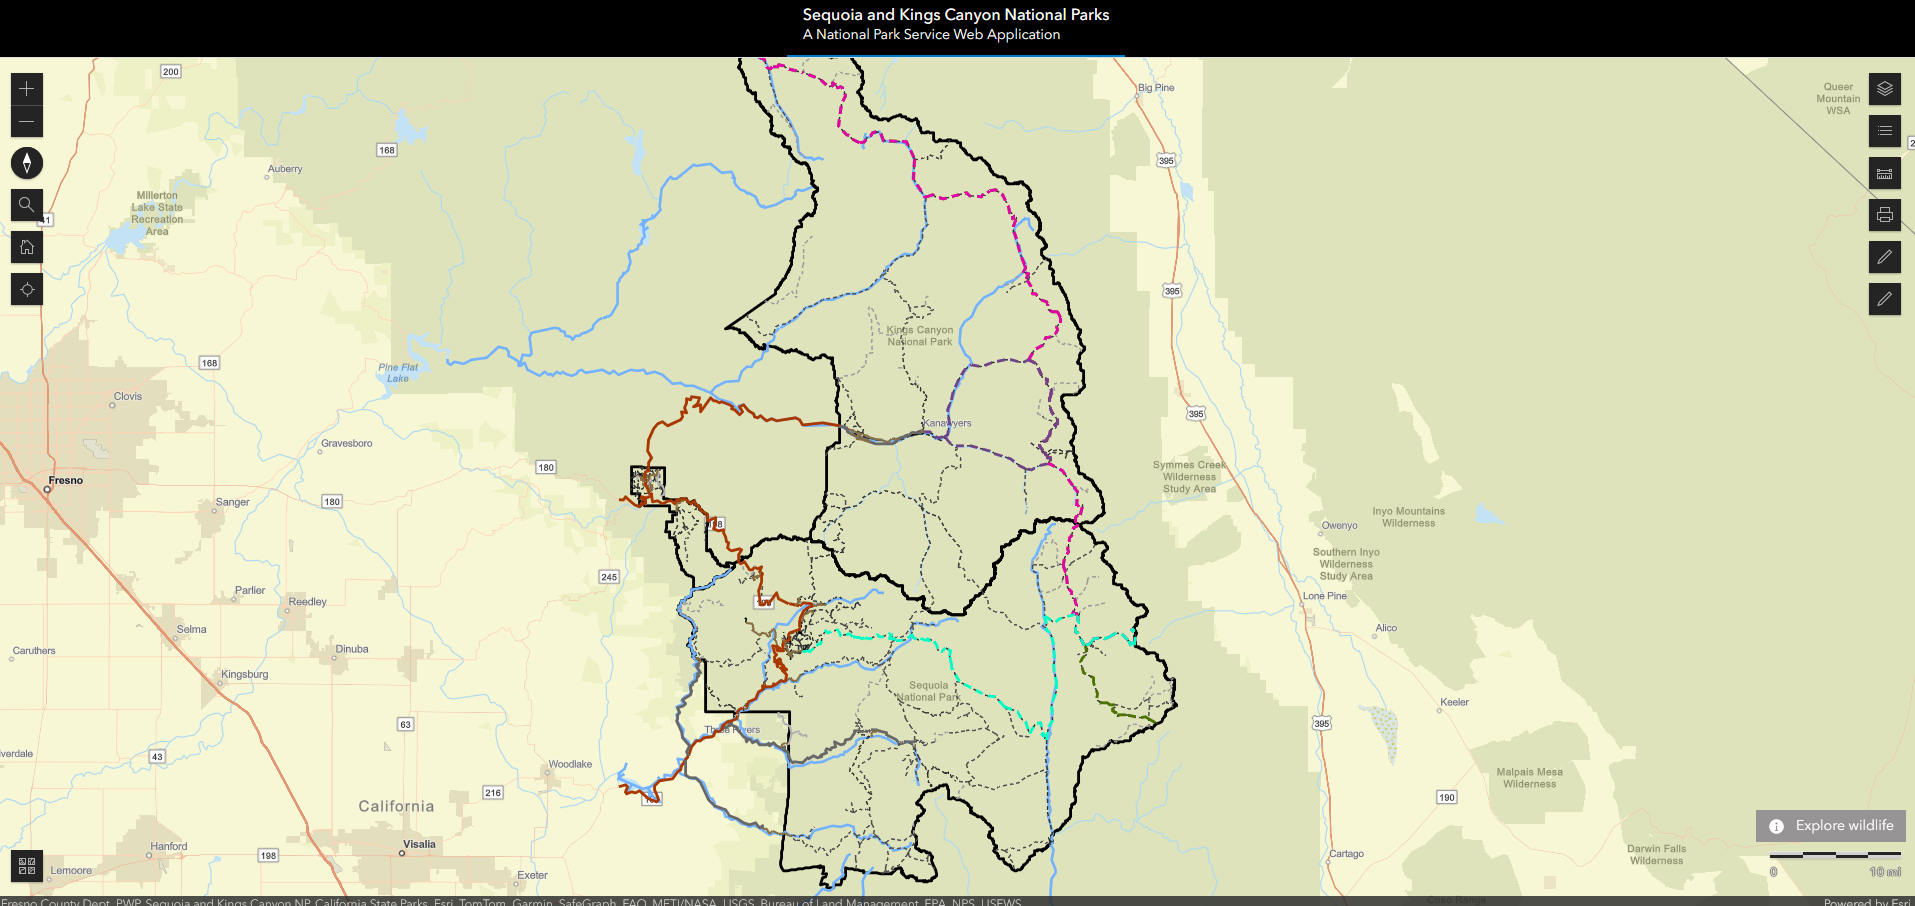 Sequoia and Kings Canyon National Parks
A National Park Service Web Application
200
Big Pine
Queer
Mountain
WSA
168
395
Auberry
Millerton
Lake State
Recreation
Area
41
395
Kings Canyon
National Park
168
Pine Flat
Lake
Clovis
395
Kanawyers
Gravesboro
180
Symmes Creek
Wilderness
Study Area
Fresno
Sanger
180
Inyo Mountains
Wilderness
Owenyo
Southern Inyo
Wilderness
Study Area
245
Parlier
Reedley
Lone Pine
Selma
Alico
Caruthers
Dinuba
Kingsburg
Sequoia
National Park
Keeler
63
395
Three Rivers
43
Woodlake
Malpais Mesa
Wilderness
216
California
190
Explore wildlife
Hanford
Visalia
198
Cartago
Darwin Falls
Wilderness
Lemoore
Exeter
0
10 mi
Coso Range
Fresno County Dept. PWP, Sequoia and Kings Canyon NP, California State Parks, Esri, TomTom, Garmin, SafeGraph, FAO, METI/NASA, USGS, Bureau of Land Management, EPA, NPS, USFWS
Powered by Esri